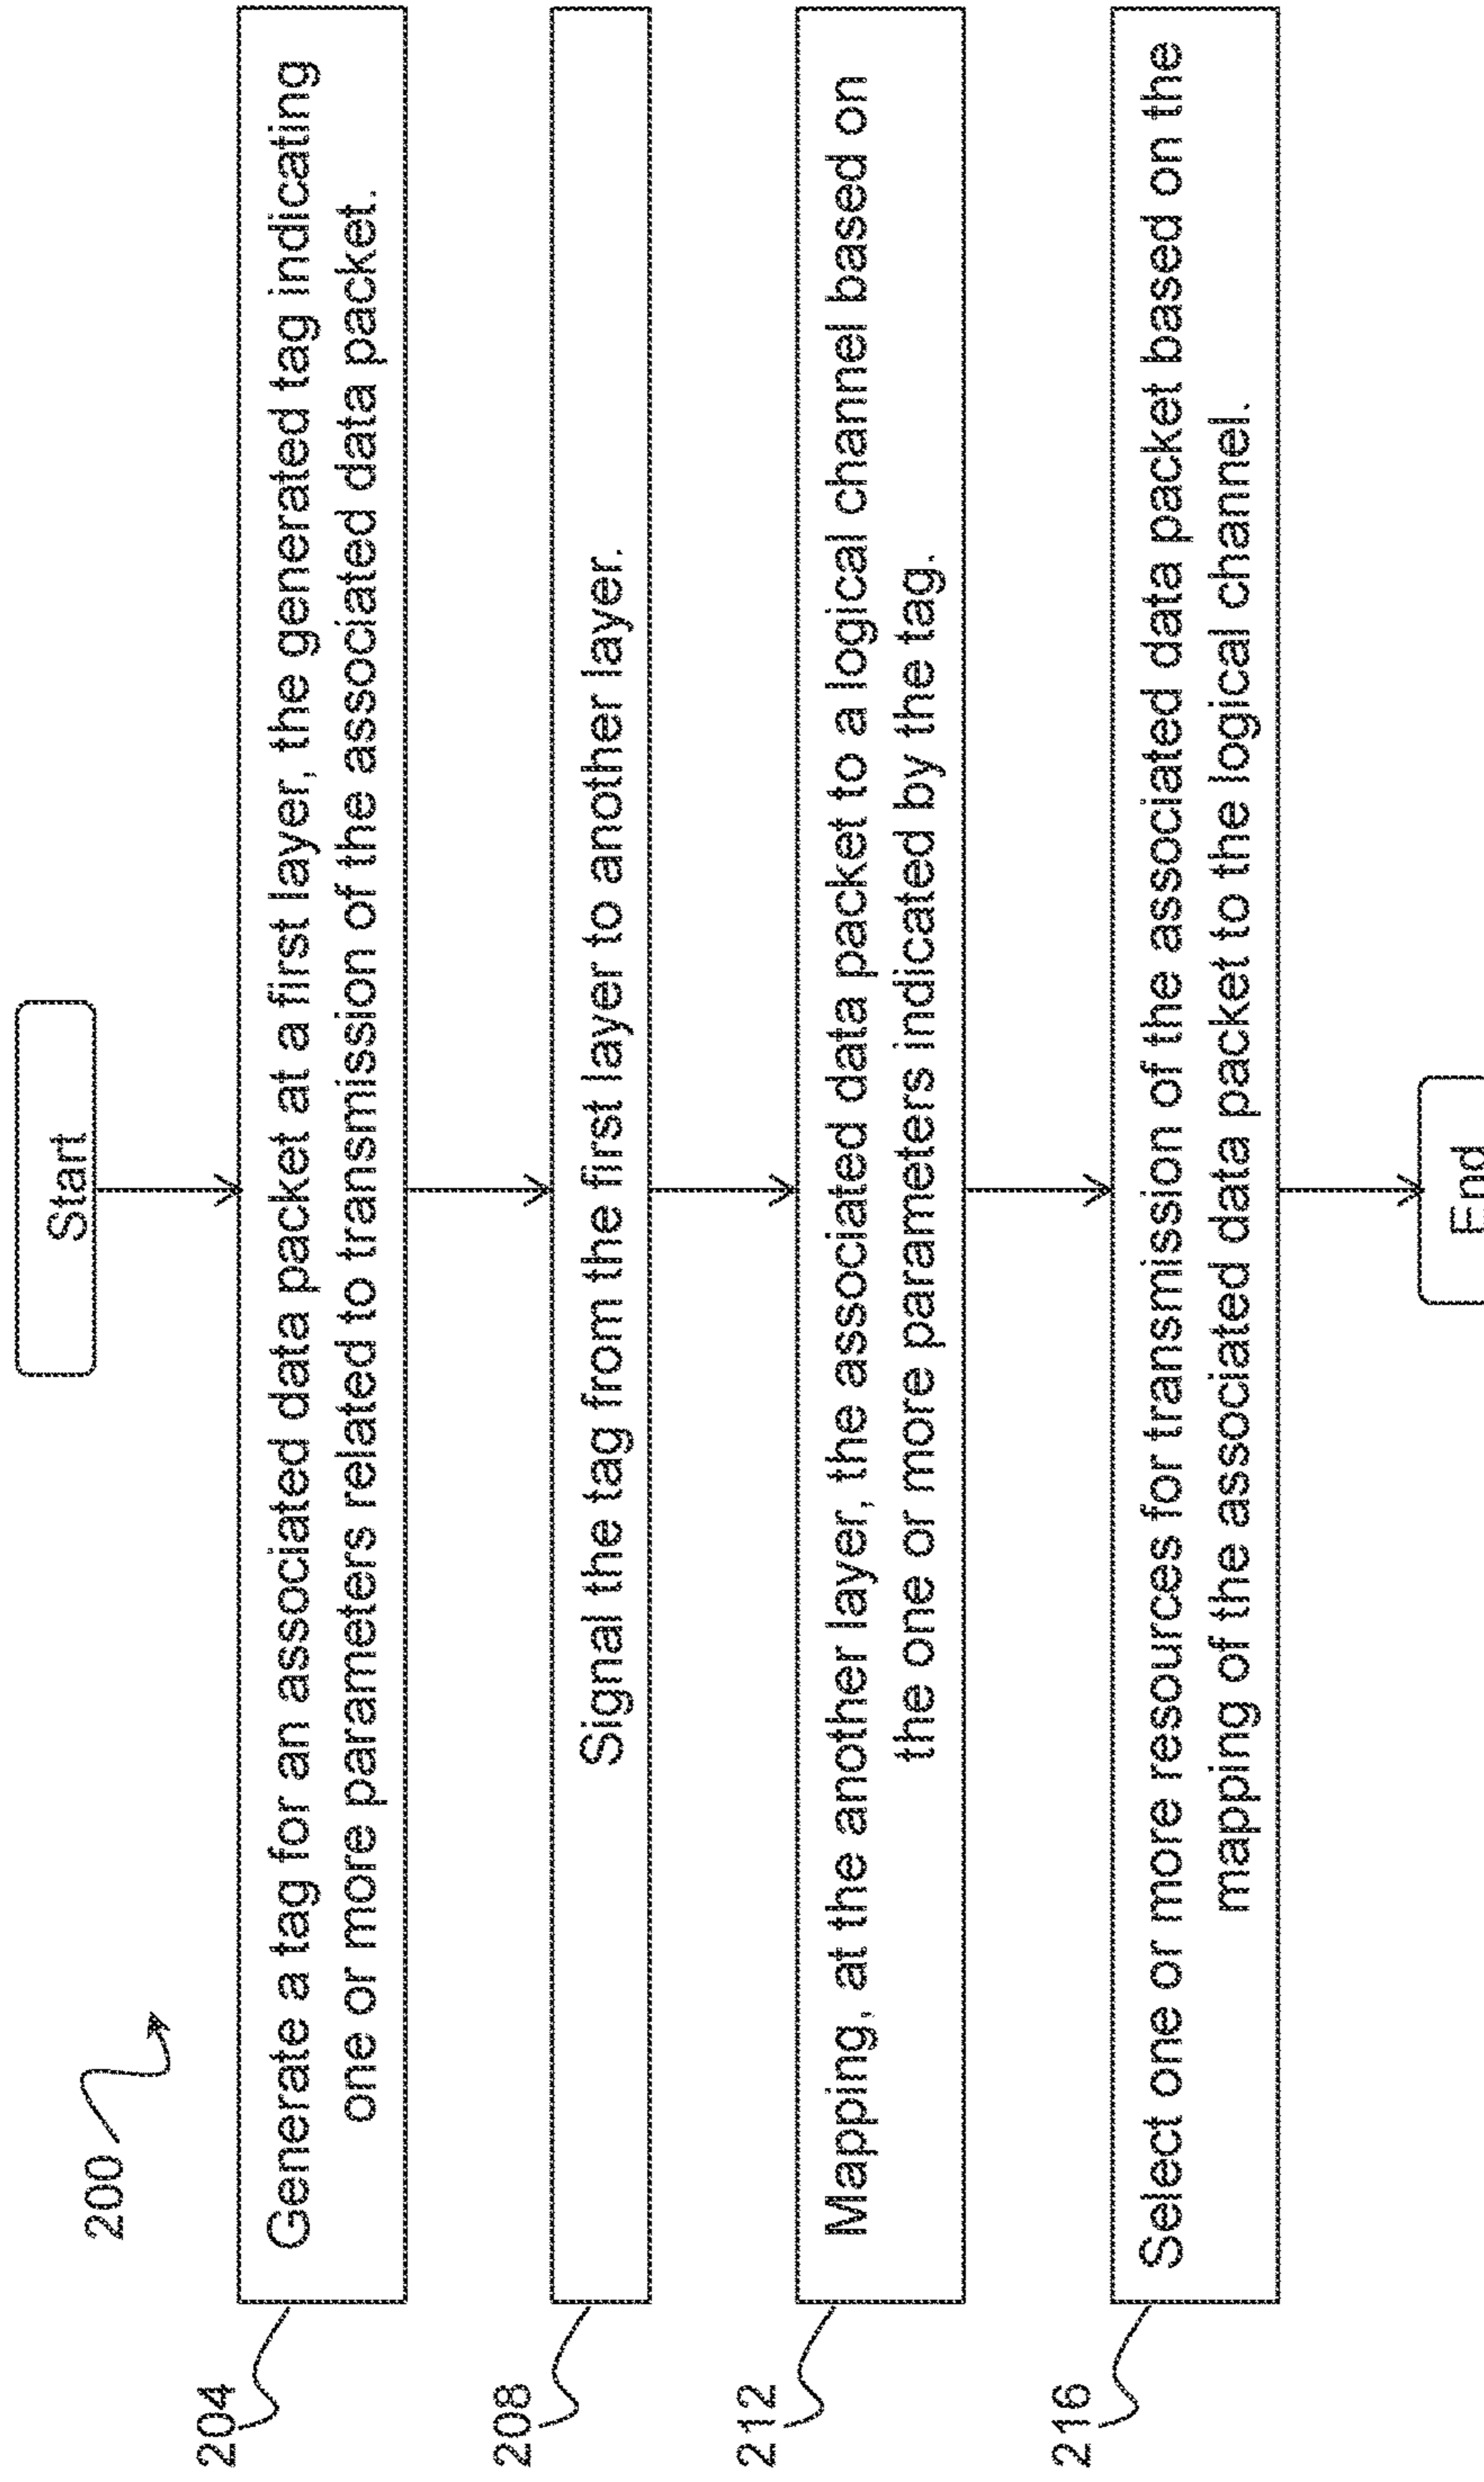 200
Start
204
Generate a tag for an associated data packet at a first layer, the generated tag indicating
one or more parameters related to transmission of the associated data packet.
208
Signal the tag from the first layer to another layer.
212
Mapping, at the another layer, the associated data packet to a logical channel based on
the one or more parameters indicated by the tag.
216
Select one or more resources for transmission of the associated data packet based on the
mapping of the associated data packet to the logical channel.
End